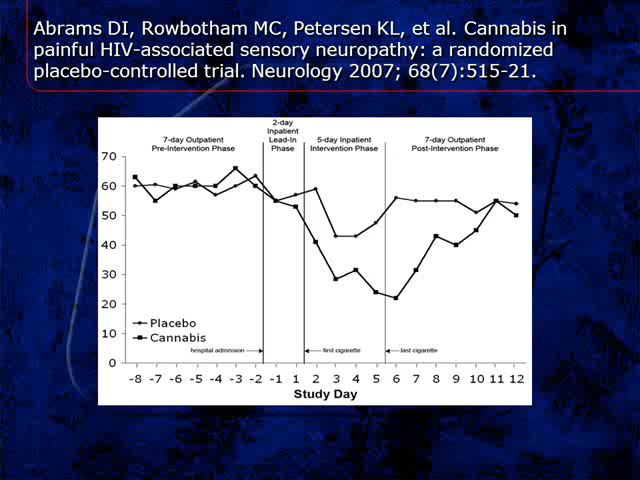 Abrams DI, Rowbotham MC, Petersen KL, et al. Cannabis in
painful HIV-associated sensory neuropathy: a randomized
placebo-controlled trial. Neurology 2007; 68(7):515-21.
7-day Outpatient
Pre-Intervention Phase
2-day
Inpatient
Lead-In
Phase
5-day Inpatient
Intervention Phase
7-day Outpatient
Post-Intervention Phase
70
60
50
40
30
20
10
0
Placebo
Cannabis
hospital admission
first cigarette
last cigarette
-8 -7 -6 -5 -4 -3 -2 -1 1 2 3 4 5 6 7 8 9 10 11 12
Study Day